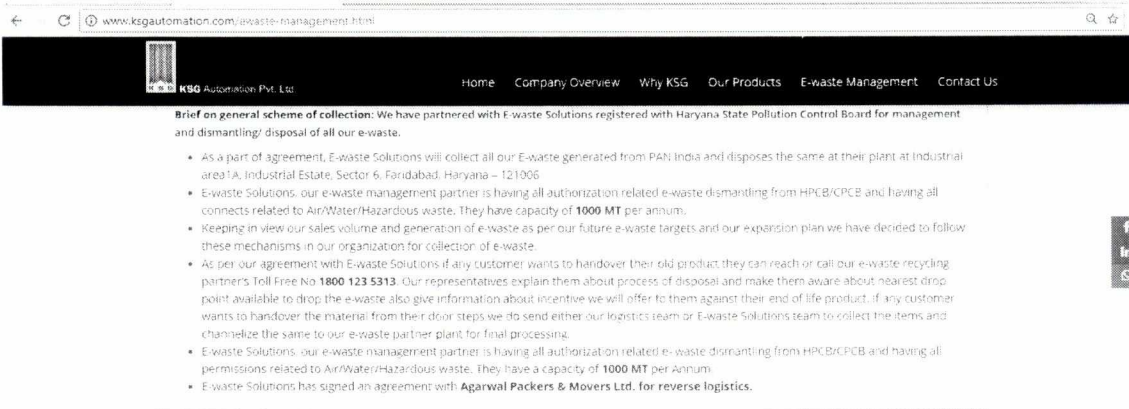 www.ksgautomation.com/ewaste-management.html
KSG
KSG Automation Pvt. Ltd.
Home Company Overview Why KSG Our Products E-waste Management Contact Us
Brief on general scheme of collection: We have partnered with E-waste Solutions registered with Haryana State Pollution Control Board for management
and dismantling/ disposal of all our e-waste.
• As a part of agreement, E-waste Solutions will collect all our E-waste generated from PAN India and disposes the same at their plant at Industrial
area1A, Industrial Estate, Sector 6, Faridabad, Haryana – 121006
• E-waste Solutions, our e-waste management partner is having all authorization related e-waste dismantling from HPCB/CPCB and having all
connects related to Air/Water/Hazardous waste. They have capacity of 1000 MT per annum.
• Keeping in view our sales volume and generation of e-waste as per our future e-waste targets and our expansion plan we have decided to follow
these mechanisms in our organization for collection of e-waste.
• As per our agreement with E-waste Solutions if any customer wants to handover their old product they can reach or call our e-waste recycling
partner's Toll Free No 1800 123 5313. Our representatives explain them about process of disposal and make them aware about nearest drop
point available to drop the e-waste also give information about incentive we will offer to them against their end of life product. If any customer
wants to handover the material from their door steps we do send either our logistics team or E-waste Solutions team to collect the items and
channelize the same to our e-waste partner plant for final processing.
• E-waste Solutions, our e-waste management partner is having all authorization related e- waste dismantling from HPCB/CPCB and having all
permissions related to Air/Water/Hazardous waste. They have a capacity of 1000 MT per Annum
• E-waste Solutions has signed an agreement with Agarwal Packers & Movers Ltd. for reverse logistics.